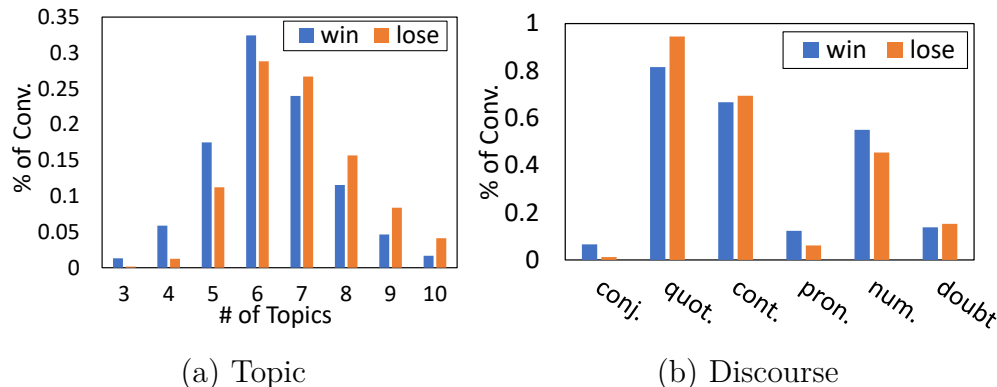 % of Conv.
0.35
0.3
0.25
0.2
0.15
0.1
0.05
0
win lose
3 4 5 6 7 8 9 10
# of Topics
(a) Topic
% of Conv.
1
0.8
0.6
0.4
0.2
0
win lose
conj. quot. cont. pron. num. doubt
(b) Discourse